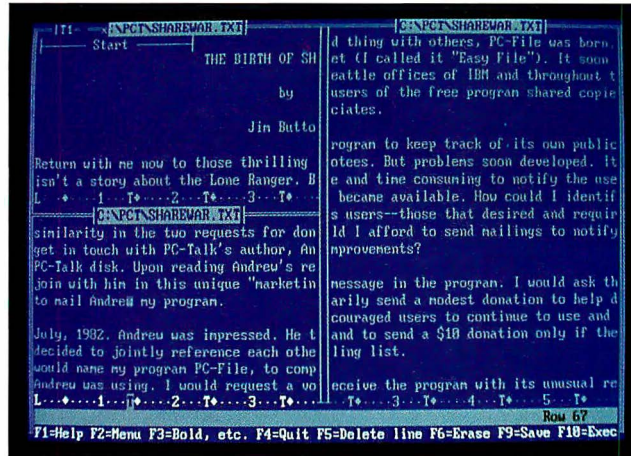 |T1- C:\PCT\SHAREWAR.TXT
Start
THE BIRTH OF SH
by
Jim Butto
Return with me now to those thrilling
isn't a story about the Lone Ranger. B
L...♦....1...T♦....2...T♦....3...T♦...
C:\PCT\SHAREWAR.TXT
similarity in the two requests for don
get in touch with PC-Talk's author, An
PC-Talk disk. Upon reading Andrew's re
join with him in this unique "marketin
to mail Andrew my program.
July, 1982. Andrew was impressed. He t
decided to jointly reference each othe
would name my program PC-File, to comp
Andrew was using. I would request a vo
L...♦....1...T♦....2...T♦....3...T♦...
C:\PCT\SHAREWAR.TXT
d thing with others, PC-File was born.
et (I called it "Easy File"). It soon
eattle offices of IBM and throughout t
users of the free program shared copie
ciates.
rogram to keep track of its own public
otees. But problems soon developed. It
e and time consuming to notify the use
became available. How could I identif
s users--those that desired and requir
ld I afford to send mailings to notify
mprovements?
message in the program. I would ask th
arily send a modest donation to help d
couraged users to continue to use and
and to send a $10 donation only if the
ling list.
eceive the program with its unusual re
..T♦....3...T♦....4...T♦....5...T♦
Row 67
F1=Help F2=Menu F3=Bold, etc. F4=Quit F5=Delete line F6=Erase F9=Save F10=Exec